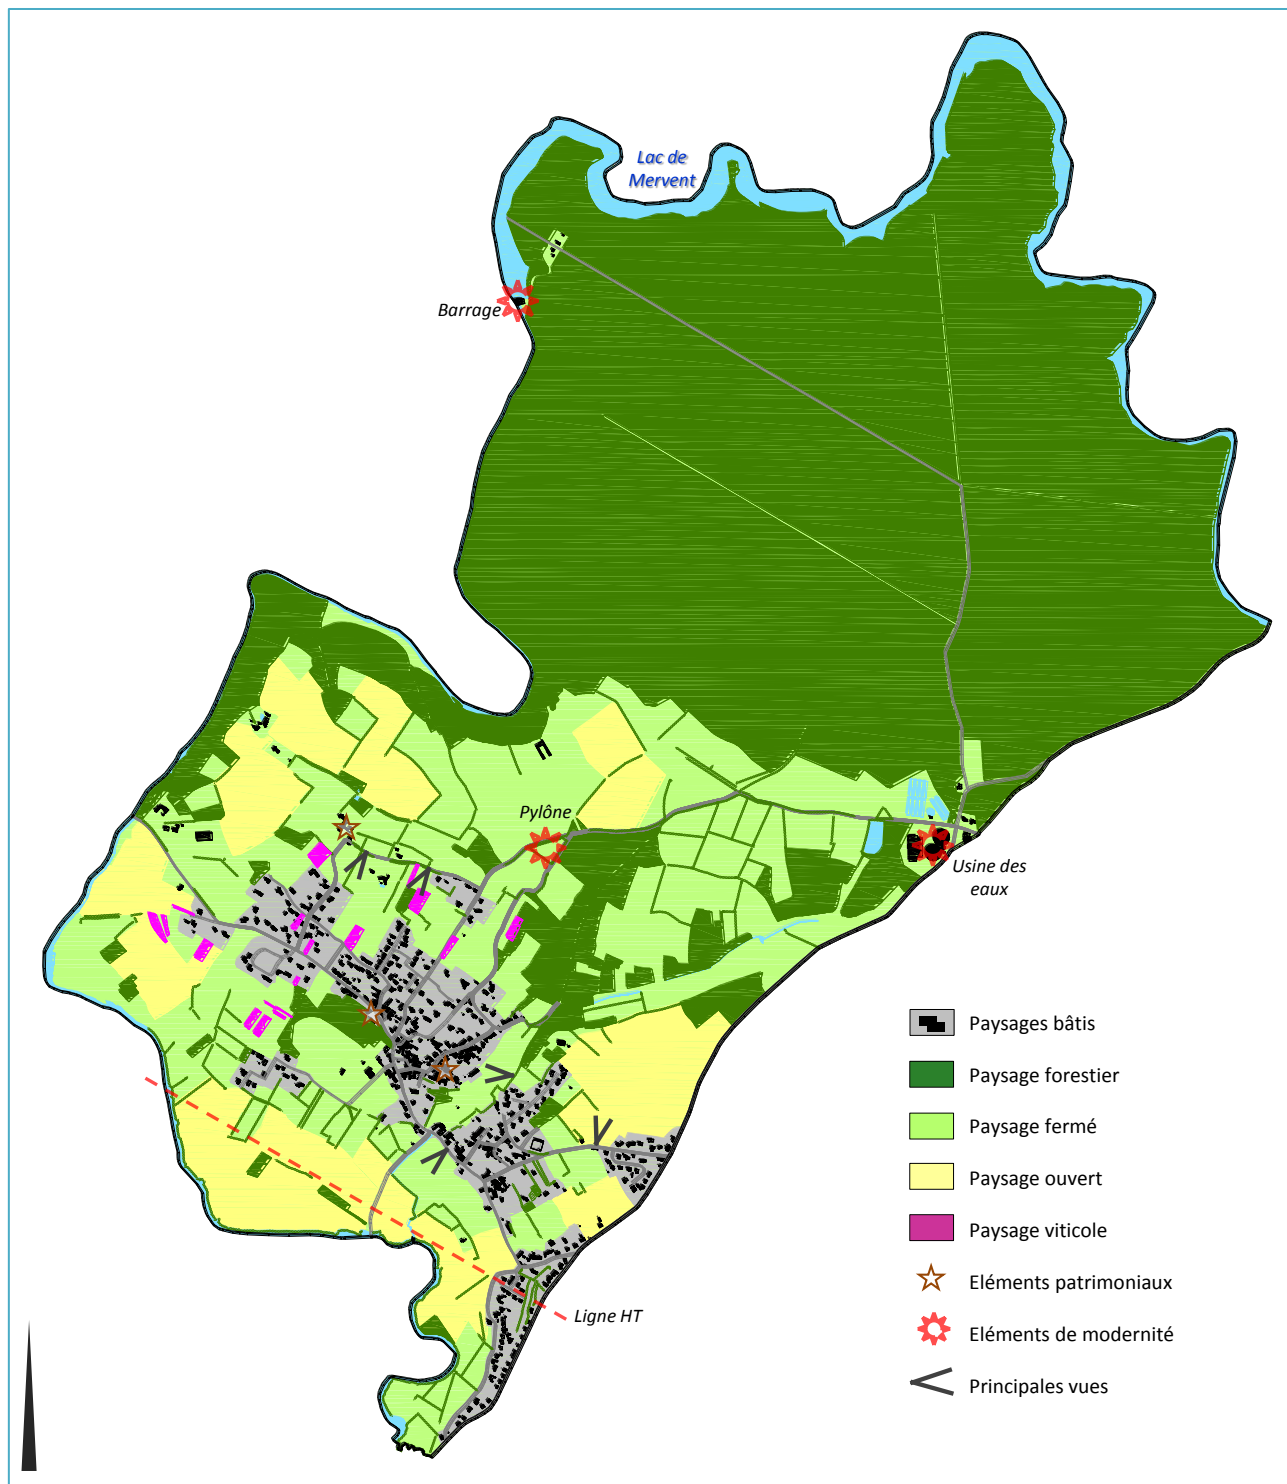 Lac de
Mervent
Barrage
Pylône
Usine des
eaux
Paysages bâtis
Paysage forestier
Paysage fermé
Paysage ouvert
Paysage viticole
Eléments patrimoniaux
Eléments de modernité
Principales vues
Ligne HT